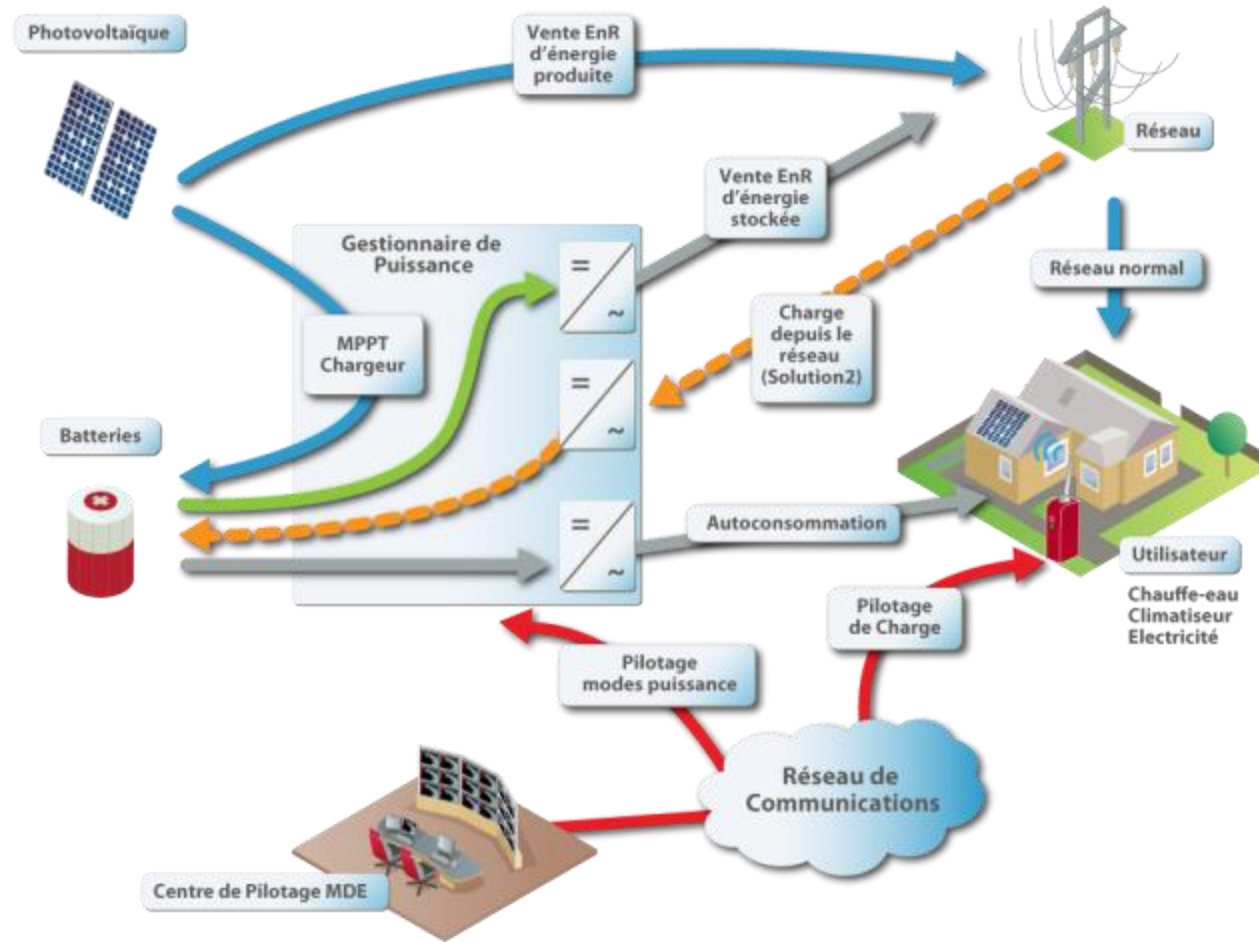 Photovoltaïque
Vente EnR
d'énergie
produite
Réseau
Vente EnR
d'énergie
stockée
Gestionnaire de
Puissance
=
~
Réseau normal
MPPT
Chargeur
Charge
depuis le
réseau
(Solution2)
=
~
Batteries
=
~
Autoconsommation
Utilisateur
Chauffe-eau
Climatiseur
Electricité
Pilotage
de Charge
Pilotage
modes puissance
Réseau de
Communications
Centre de Pilotage MDE